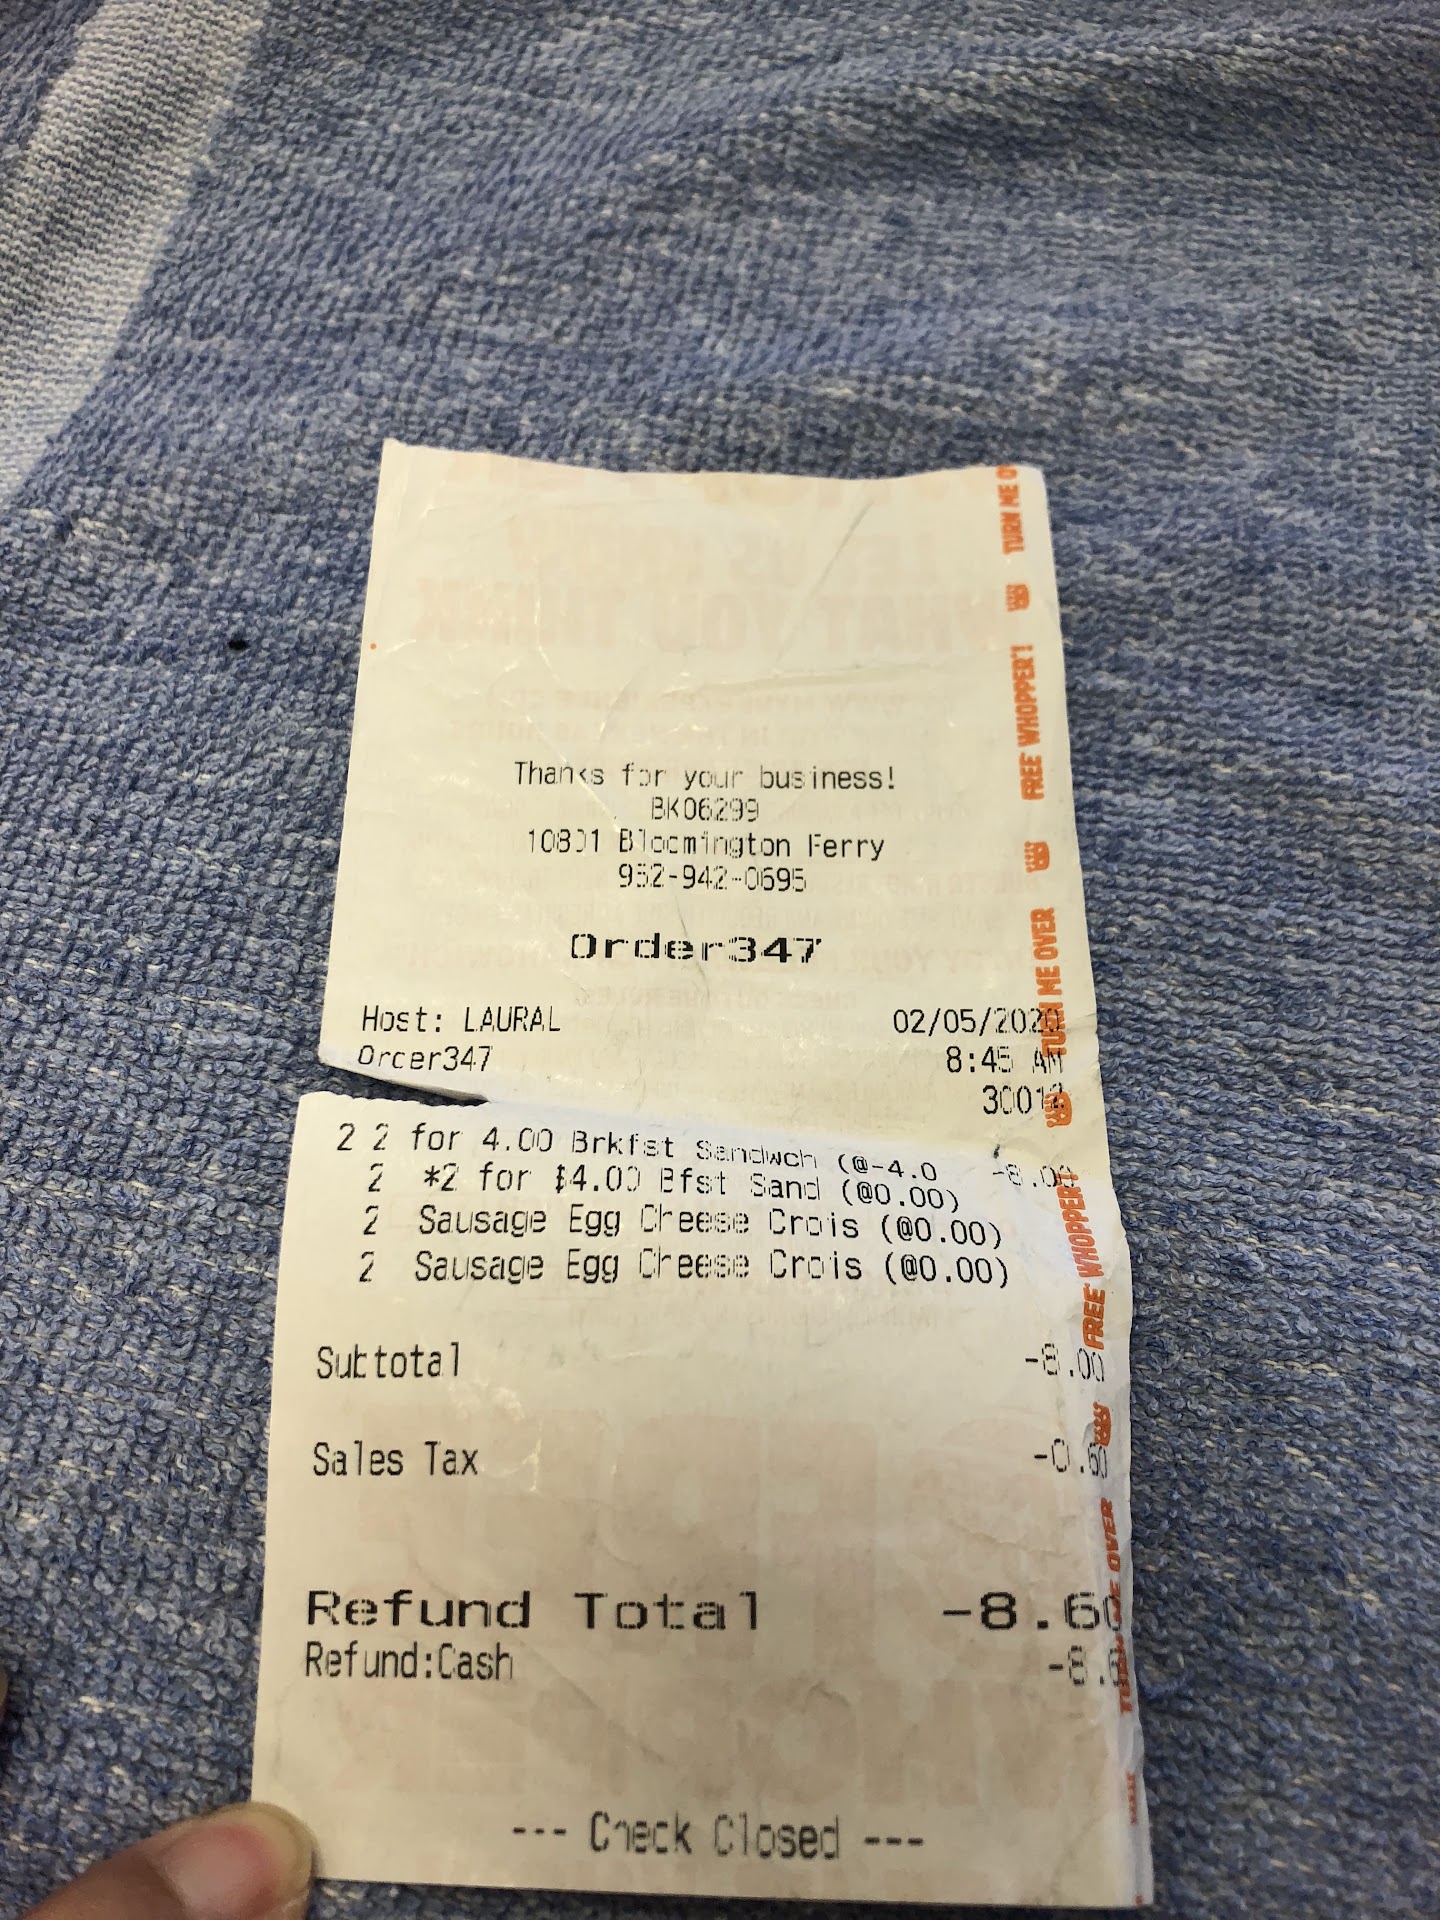 Thanks for your business!
BK06299
10801 Bloomington Ferry
952-942-0695
Order347
Host: LAURAL 02/05/2020
Order347 8:45 AM
30012
2 2 for 4.00 Brkfst Sandwch (@-4.0 -8.00
2 *2 for $4.00 Bfst Sand (@0.00)
2 Sausage Egg Cheese Crois (@0.00)
2 Sausage Egg Cheese Crois (@0.00)
Subtotal -8.00
Sales Tax -0.60
Refund Total -8.60
Refund:Cash -8.6
--- Check Closed ---
TURN ME OVER
FREE WHOPPER!
TURN ME OVER
FREE WHOPPER!
TURN ME O